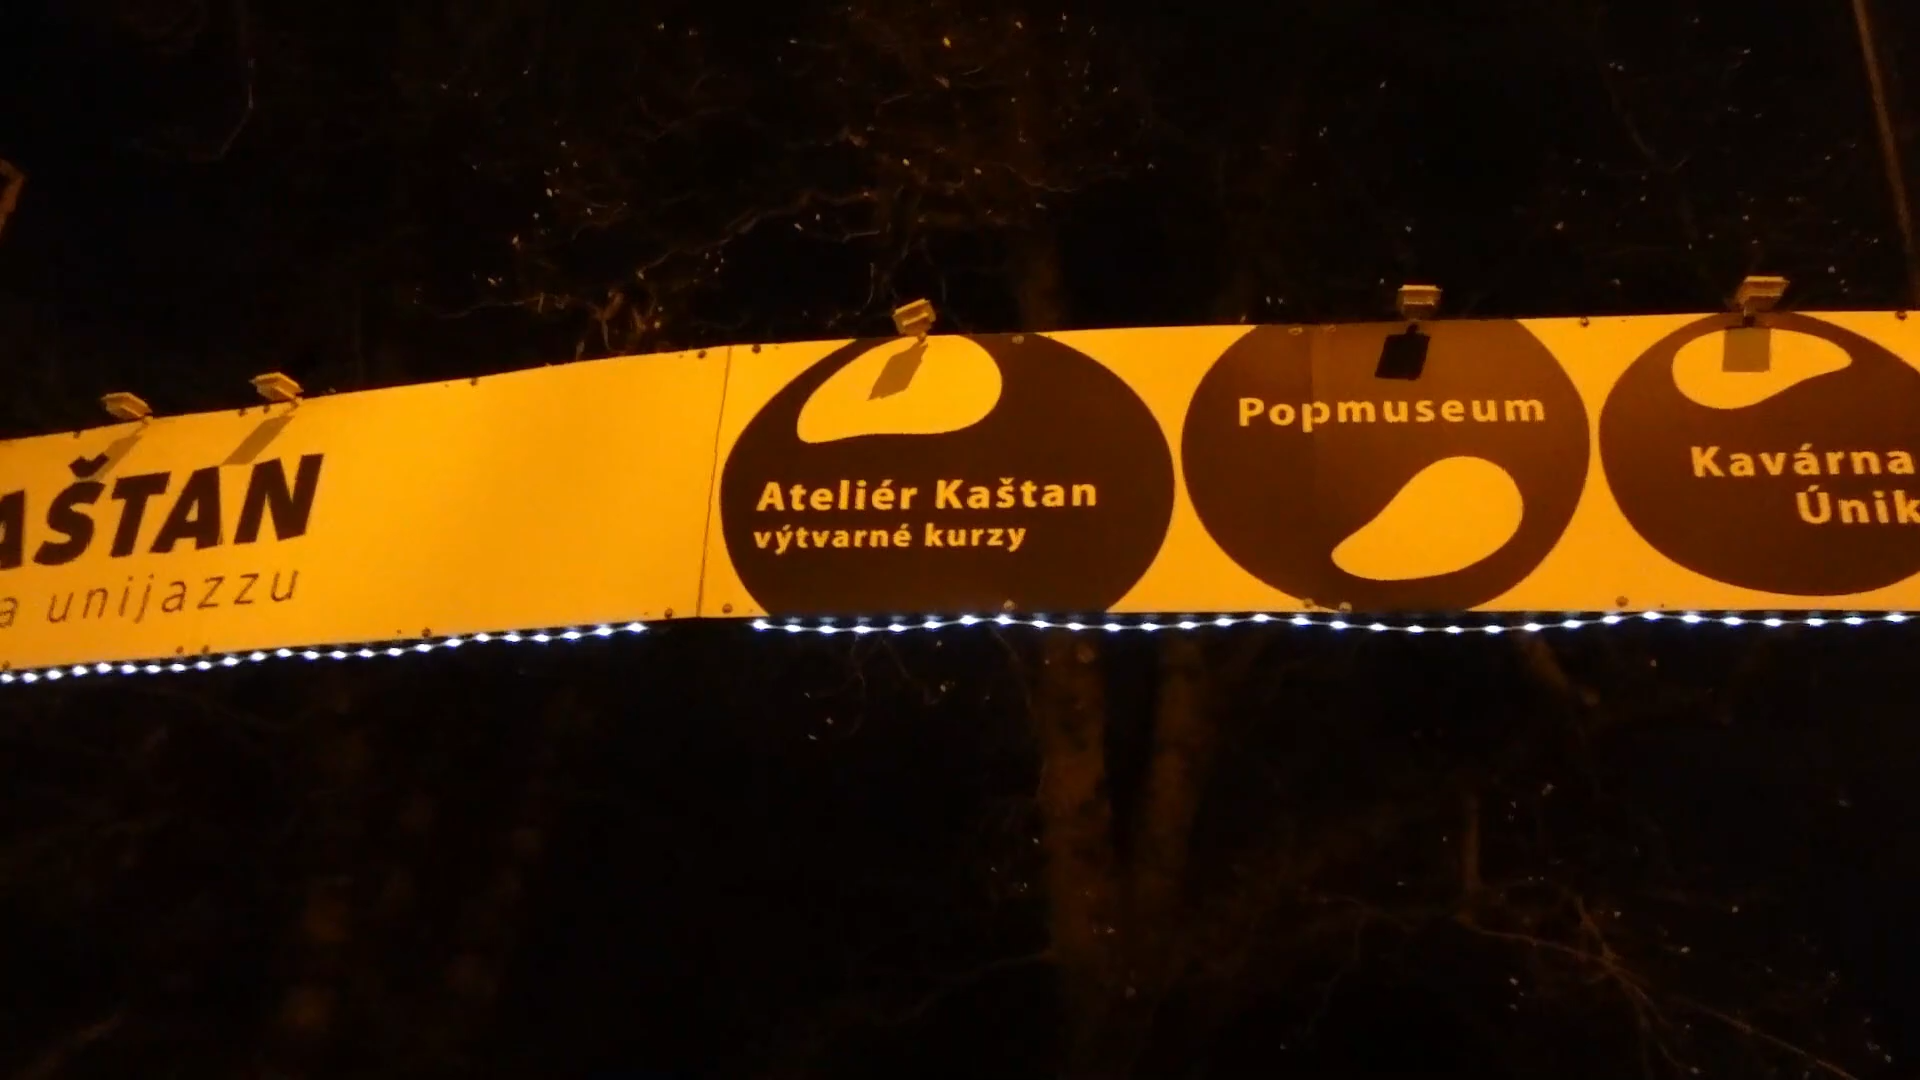 AŠTAN
a unijazzu
Ateliér Kaštan
výtvarné kurzy
Popmuseum
Kavárna
Únik